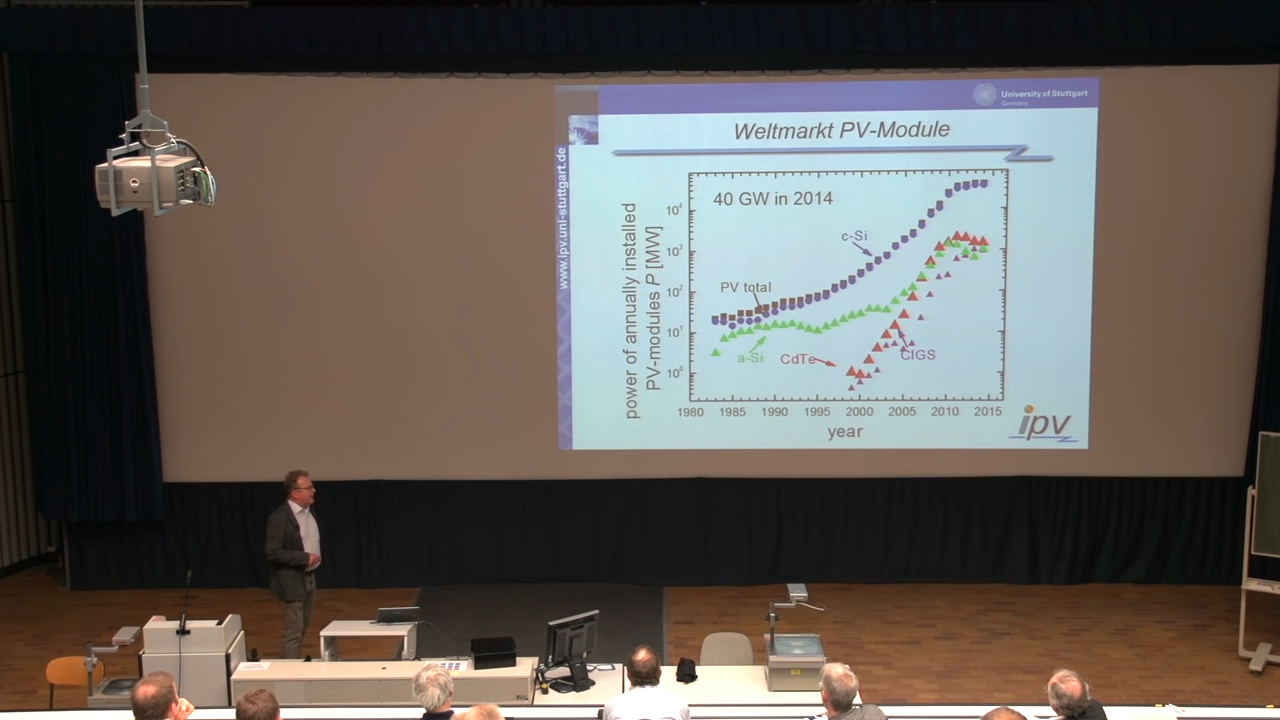 University of Stuttgart
Germany
Weltmarkt PV-Module
www.ipv.uni-stuttgart.de
40 GW in 2014
power of annually installed
PV-modules P [MW]
10⁴
10³
10²
10¹
10⁰
c-Si
PV total
a-Si
CdTe
CIGS
1980 1985 1990 1995 2000 2005 2010 2015
year
ipv